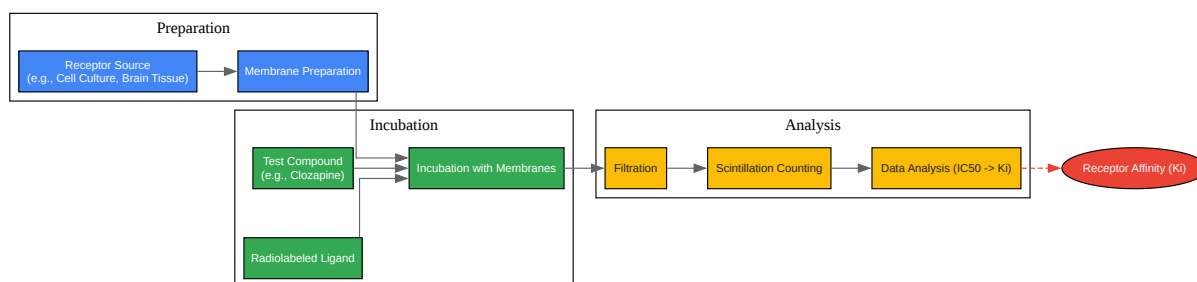 Preparation
Receptor Source
(e.g., Cell Culture, Brain Tissue)
Membrane Preparation
Incubation
Test Compound
(e.g., Clozapine)
Incubation with Membranes
Radiolabeled Ligand
Analysis
Filtration
Scintillation Counting
Data Analysis (IC50 -> Ki)
Receptor Affinity (Ki)